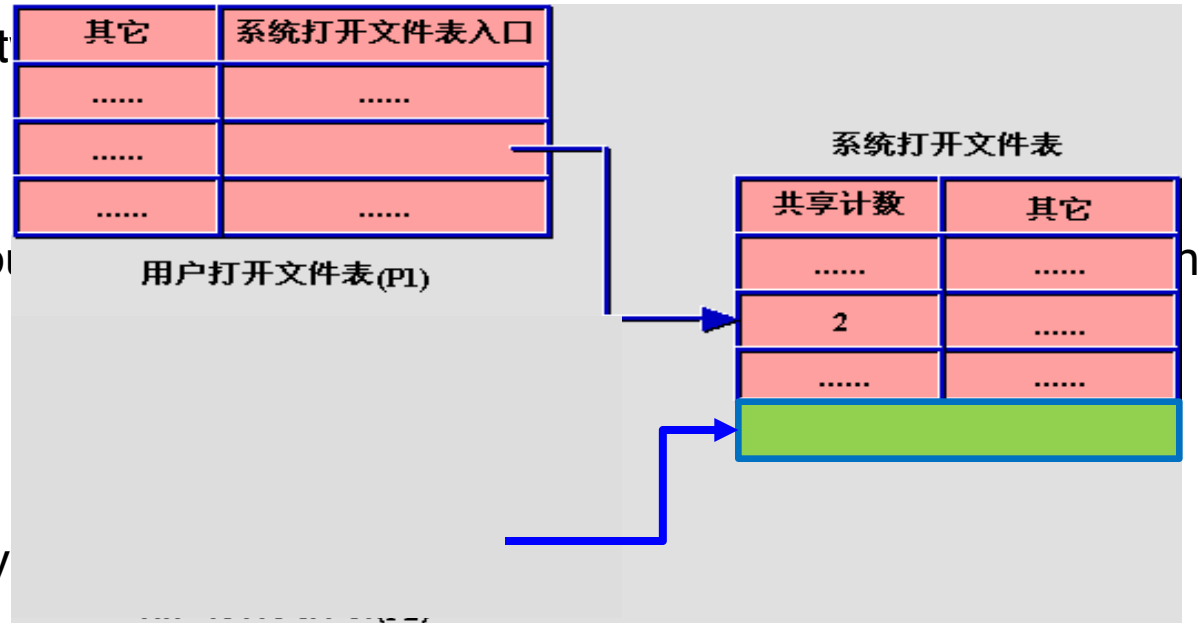 其它 系统打开文件表入口
...... ......
......
...... ......
用户打开文件表(P1)
系统打开文件表
共享计数 其它
...... ......
2 ......
...... ......